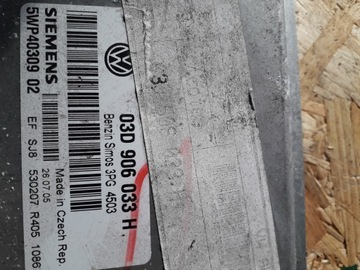 SIEMENS
5WP40309 02
03D 906 033 H
Benzin Simos 3PG 4503
26.07.05
Made in Czech Rep.
EF SJ8 530207 R405 1086